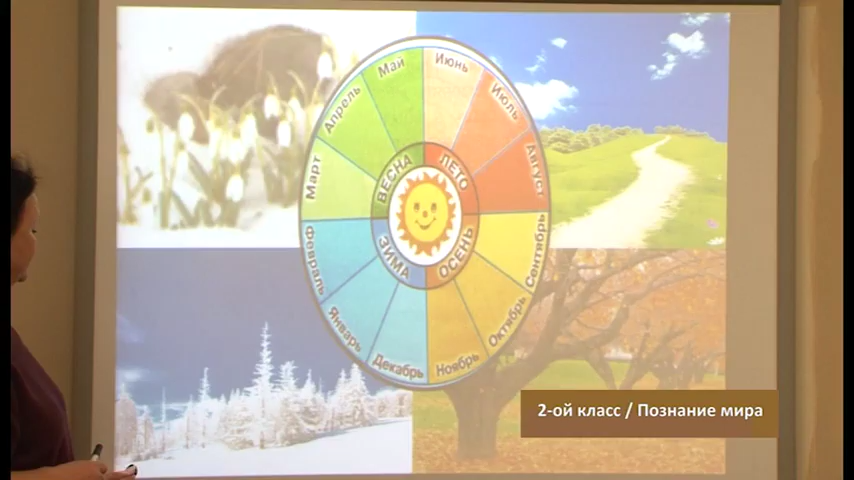 Май
Июнь
Апрель
Июль
Март
Август
ВЕСНА
ЛЕТО
ЗИМА
ОСЕНЬ
Февраль
Сентябрь
Январь
Октябрь
Декабрь
Ноябрь
2-ой класс / Познание мира